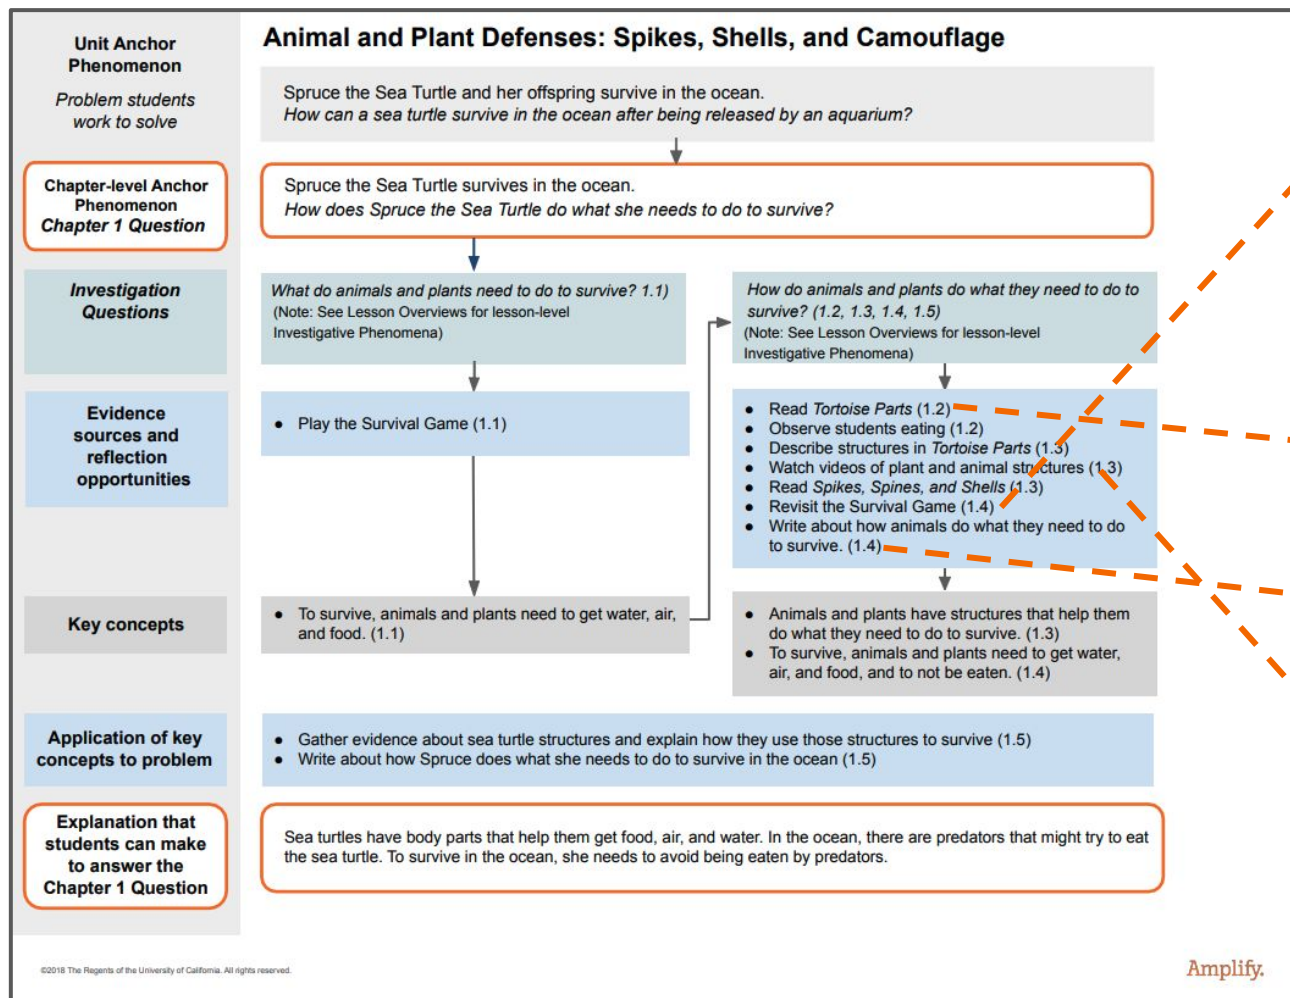 Animal and Plant Defenses: Spikes, Shells, and Camouflage
Unit Anchor
Phenomenon
Problem students
work to solve
Spruce the Sea Turtle and her offspring survive in the ocean.
How can a sea turtle survive in the ocean after being released by an aquarium?
Chapter-level Anchor
Phenomenon
Chapter 1 Question
Spruce the Sea Turtle survives in the ocean.
How does Spruce the Sea Turtle do what she needs to do to survive?
Investigation
Questions
What do animals and plants need to do to survive? 1.1)
(Note: See Lesson Overviews for lesson-level
Investigative Phenomena)
How do animals and plants do what they need to do to
survive? (1.2, 1.3, 1.4, 1.5)
(Note: See Lesson Overviews for lesson-level
Investigative Phenomena)
Evidence
sources and
reflection
opportunities
● Play the Survival Game (1.1)
● Read Tortoise Parts (1.2)
● Observe students eating (1.2)
● Describe structures in Tortoise Parts (1.3)
● Watch videos of plant and animal structures (1.3)
● Read Spikes, Spines, and Shells (1.3)
● Revisit the Survival Game (1.4)
● Write about how animals do what they need to do
to survive. (1.4)
Key concepts
● To survive, animals and plants need to get water, air,
and food. (1.1)
● Animals and plants have structures that help them
do what they need to do to survive. (1.3)
● To survive, animals and plants need to get water,
air, and food, and to not be eaten. (1.4)
Application of key
concepts to problem
● Gather evidence about sea turtle structures and explain how they use those structures to survive (1.5)
● Write about how Spruce does what she needs to do to survive in the ocean (1.5)
Explanation that
students can make
to answer the
Chapter 1 Question
Sea turtles have body parts that help them get food, air, and water. In the ocean, there are predators that might try to eat
the sea turtle. To survive in the ocean, she needs to avoid being eaten by predators.
©2018 The Regents of the University of California. All rights reserved.
Amplify.